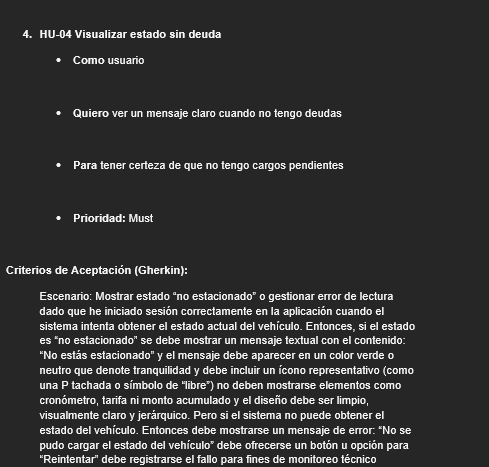 4. HU-04 Visualizar estado sin deuda
• Como usuario
• Quiero ver un mensaje claro cuando no tengo deudas
• Para tener certeza de que no tengo cargos pendientes
• Prioridad: Must
Criterios de Aceptación (Gherkin):
Escenario: Mostrar estado “no estacionado” o gestionar error de lectura
dado que he iniciado sesión correctamente en la aplicación cuando el
sistema intenta obtener el estado actual del vehículo. Entonces, si el estado
es “no estacionado” se debe mostrar un mensaje textual con el contenido:
“No estás estacionado” y el mensaje debe aparecer en un color verde o
neutro que denote tranquilidad y debe incluir un ícono representativo (como
una P tachada o símbolo de “libre”) no deben mostrarse elementos como
cronómetro, tarifa ni monto acumulado y el diseño debe ser limpio,
visualmente claro y jerárquico. Pero si el sistema no puede obtener el
estado del vehículo. Entonces debe mostrarse un mensaje de error: “No se
pudo cargar el estado del vehículo” debe ofrecerse un botón u opción para
“Reintentar” debe registrarse el fallo para fines de monitoreo técnico